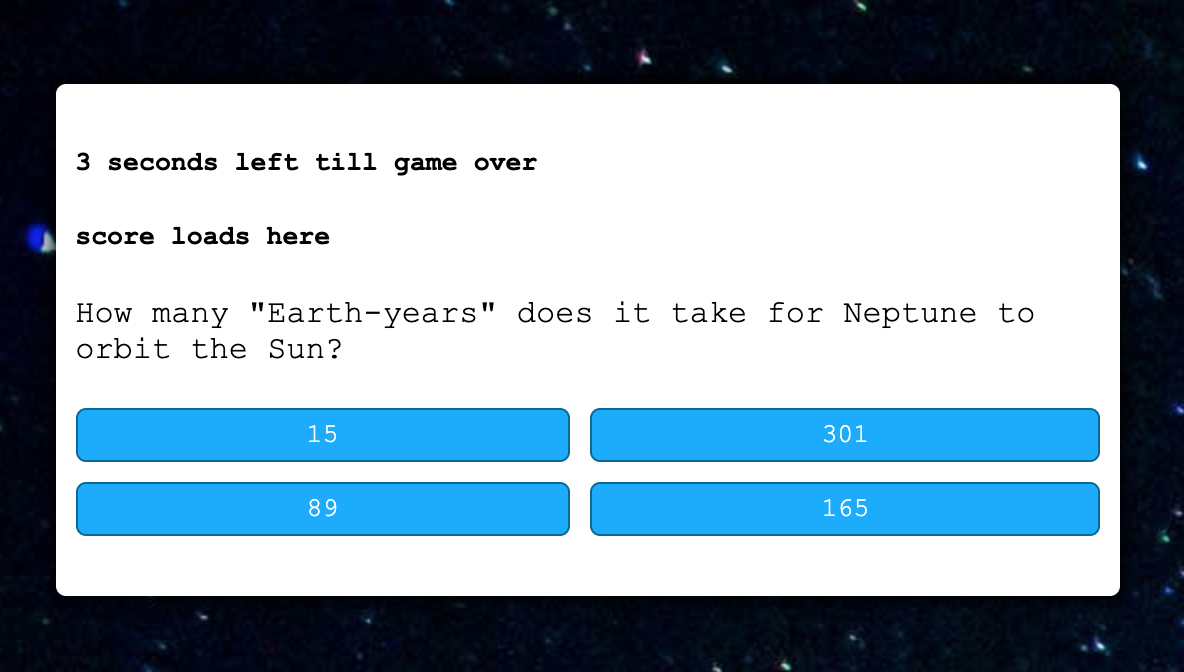 3 seconds left till game over
score loads here
How many "Earth-years" does it take for Neptune to
orbit the Sun?
15
301
89
165